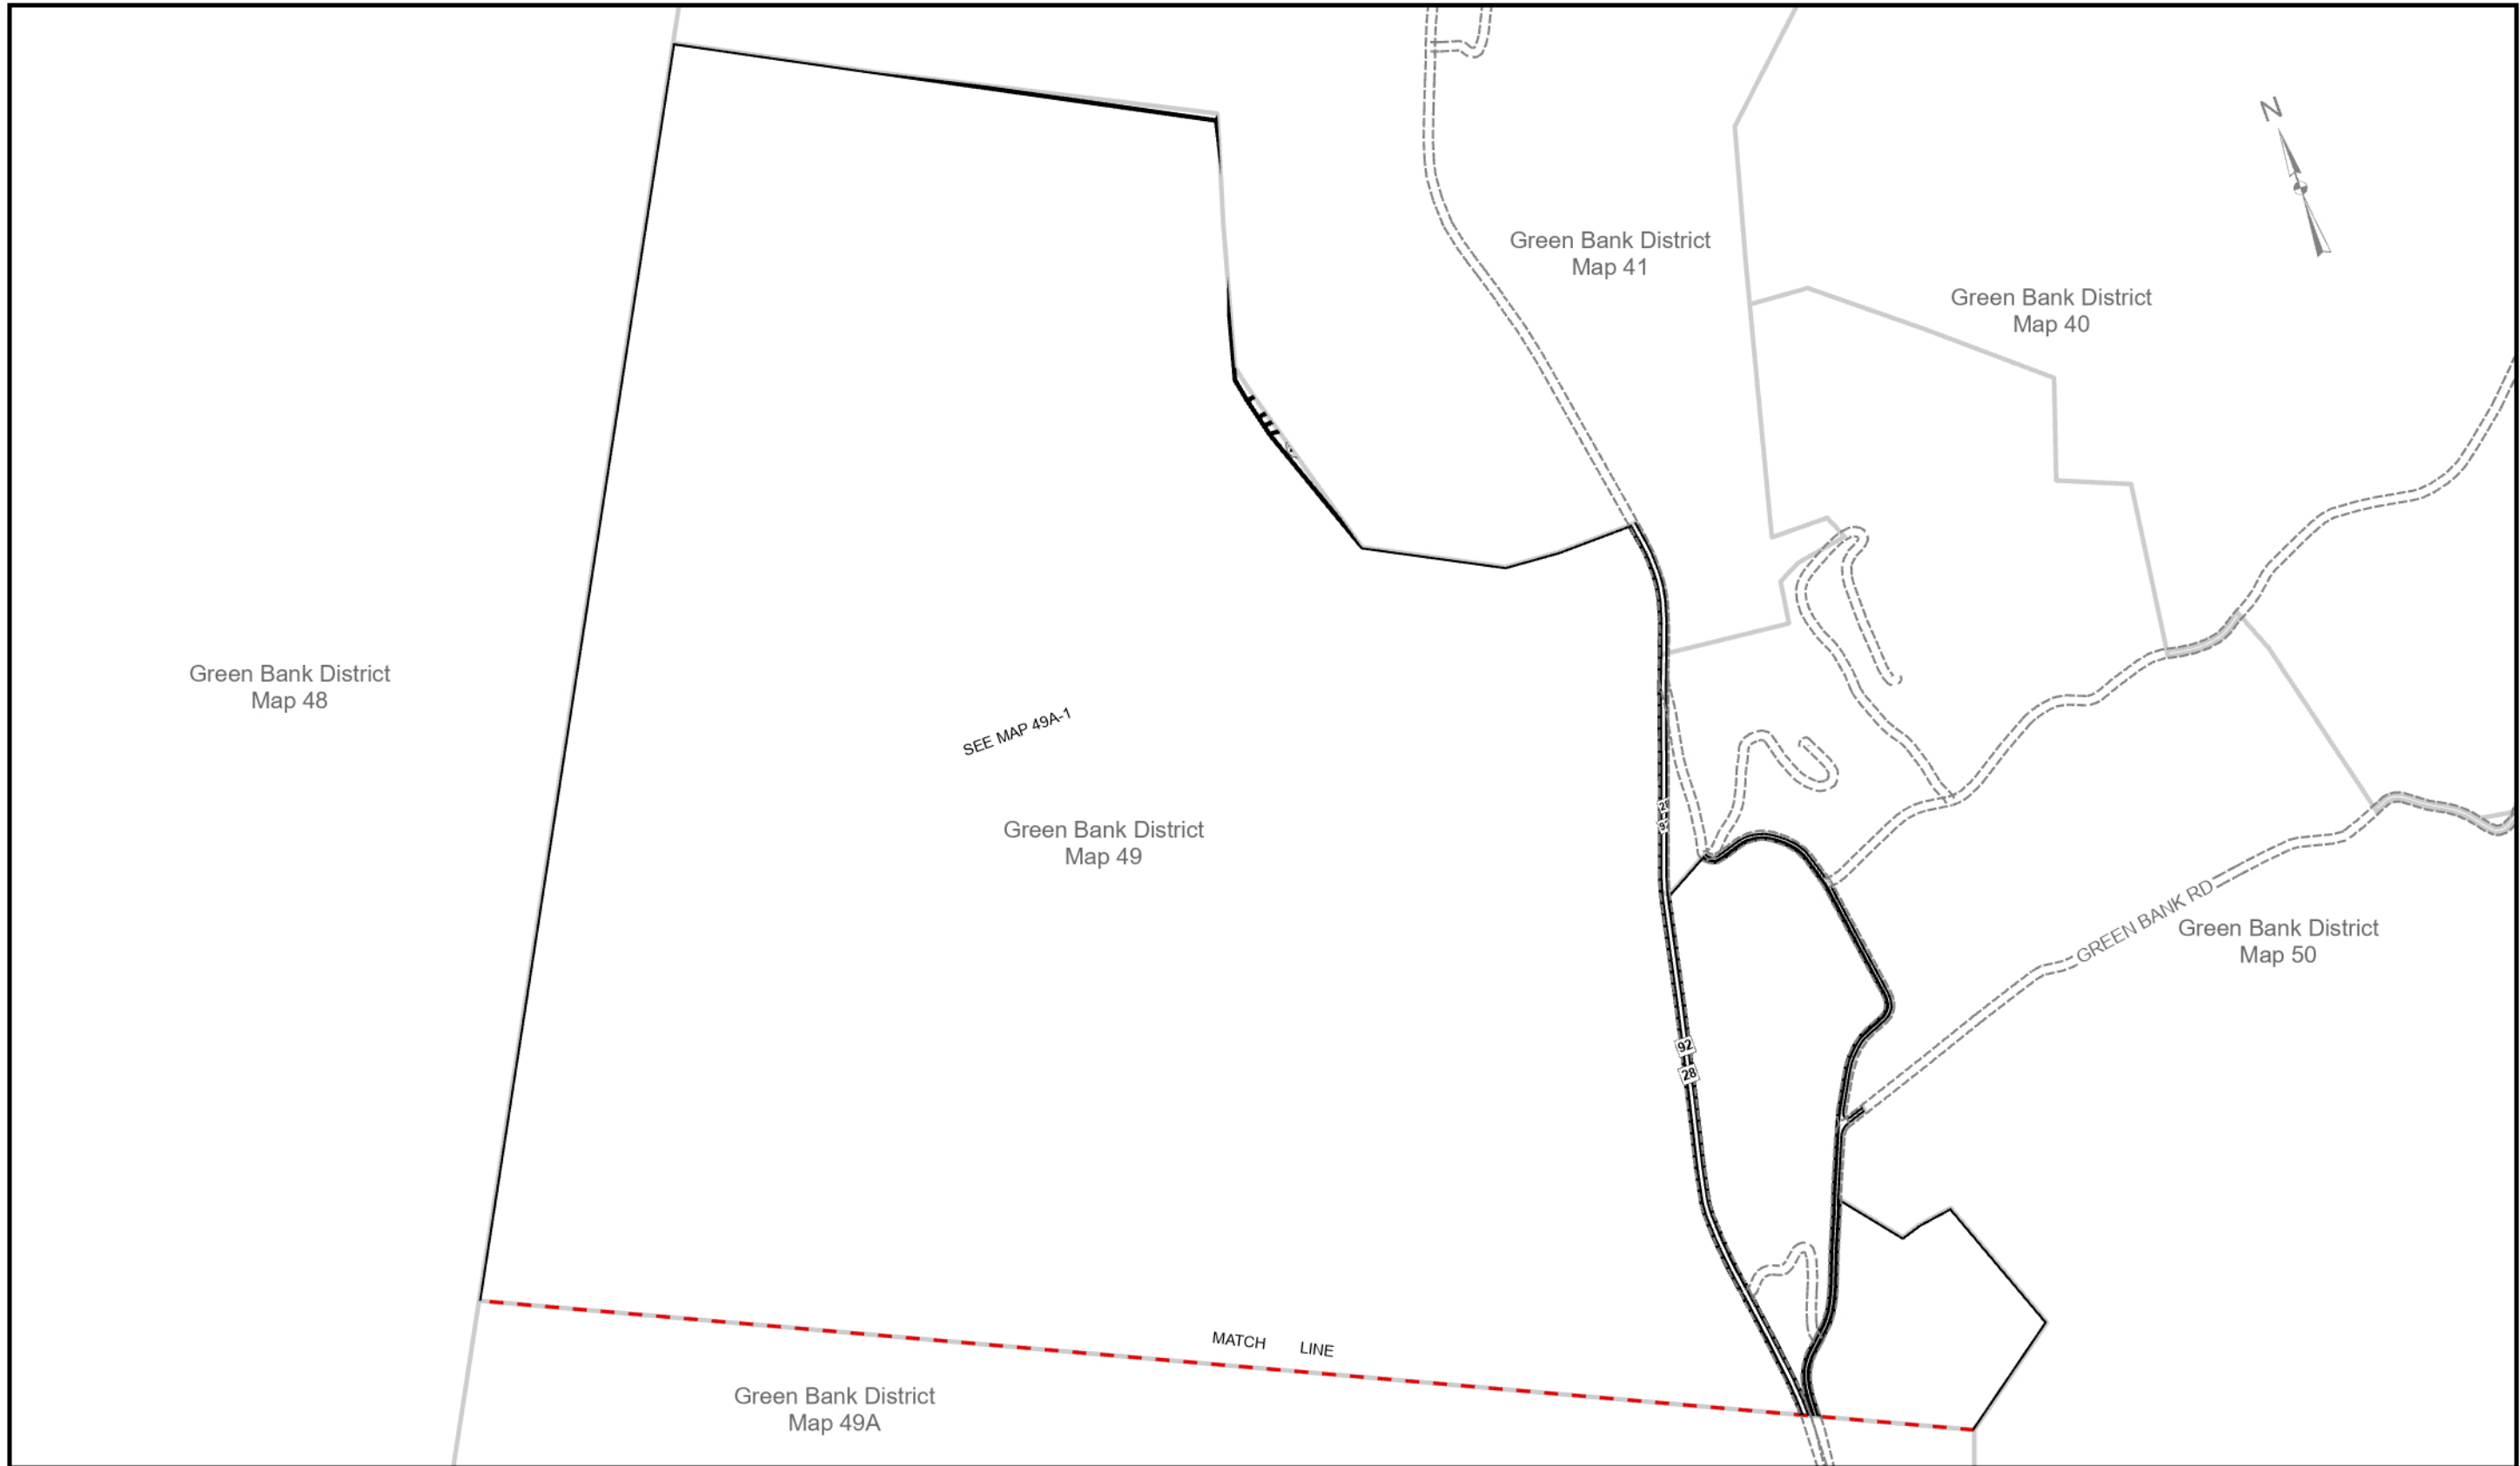 N
Green Bank District
Map 41
Green Bank District
Map 40
Green Bank District
Map 48
SEE MAP 49A-1
28
92
Green Bank District
Map 49
GREEN BANK RD
Green Bank District
Map 50
92
28
MATCH LINE
Green Bank District
Map 49A